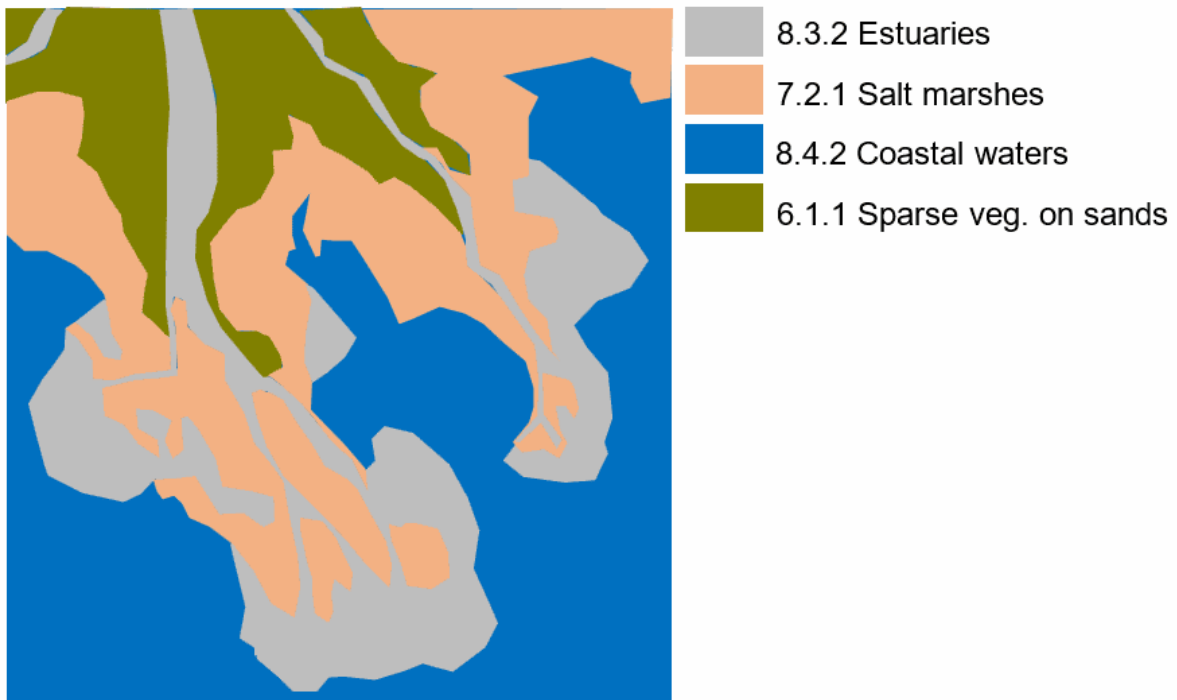 8.3.2 Estuaries
7.2.1 Salt marshes
8.4.2 Coastal waters
6.1.1 Sparse veg. on sands